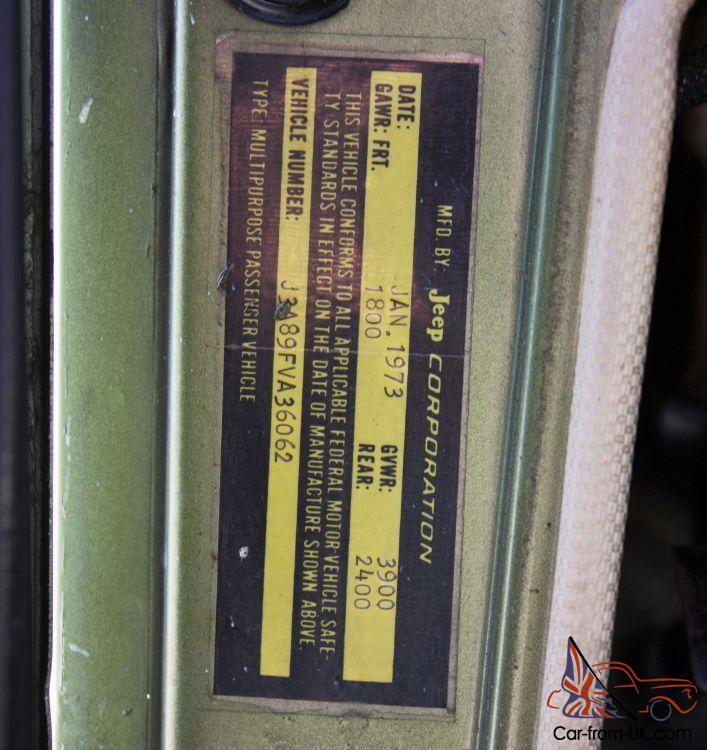 MFD. BY: Jeep CORPORATION
DATE: JAN. 1973 GVWR: 3900
GAWR: FRT. 1800 REAR: 2400
THIS VEHICLE CONFORMS TO ALL APPLICABLE FEDERAL MOTOR VEHICLE SAFE-
TY STANDARDS IN EFFECT ON THE DATE OF MANUFACTURE SHOWN ABOVE.
VEHICLE NUMBER: J3A89FVA36062
TYPE: MULTIPURPOSE PASSENGER VEHICLE
Car-from-UK.com